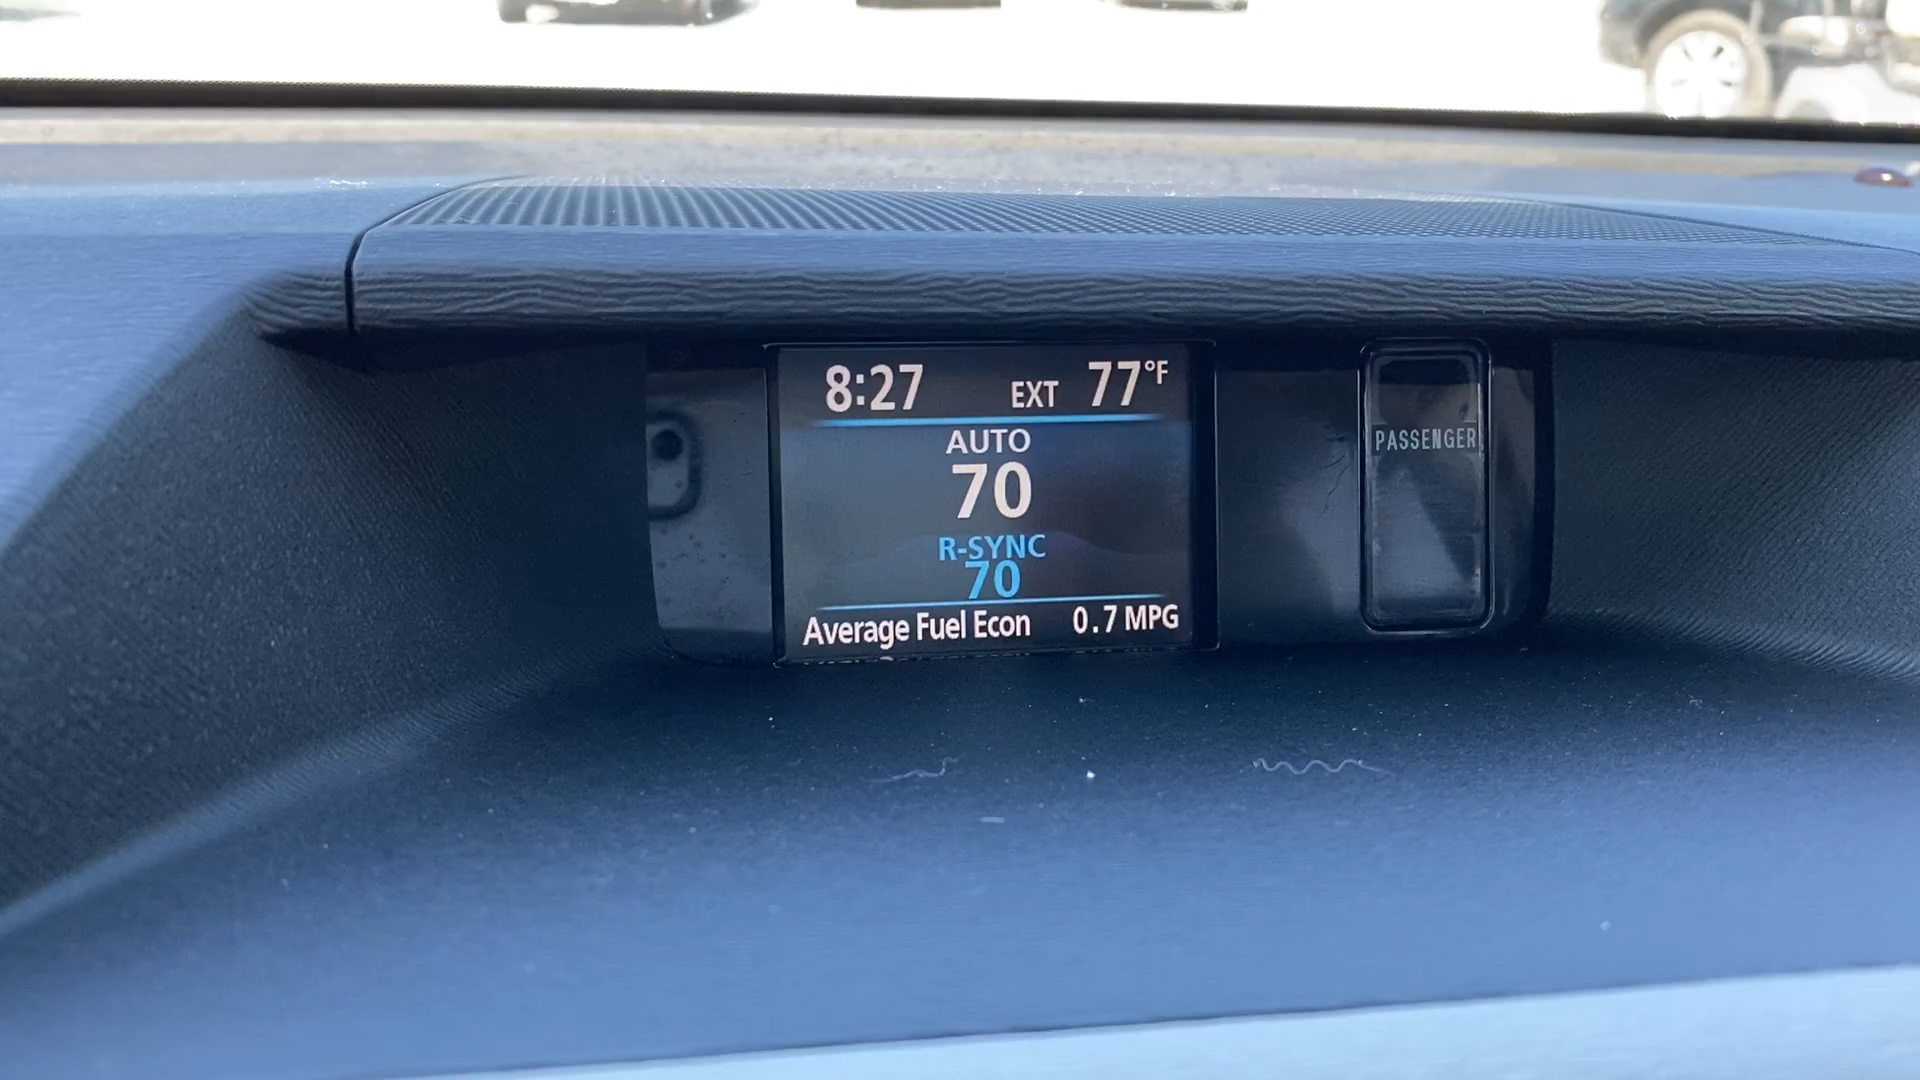 8:27 EXT 77°F
AUTO
70
R-SYNC
70
Average Fuel Econ 0.7 MPG
PASSENGER